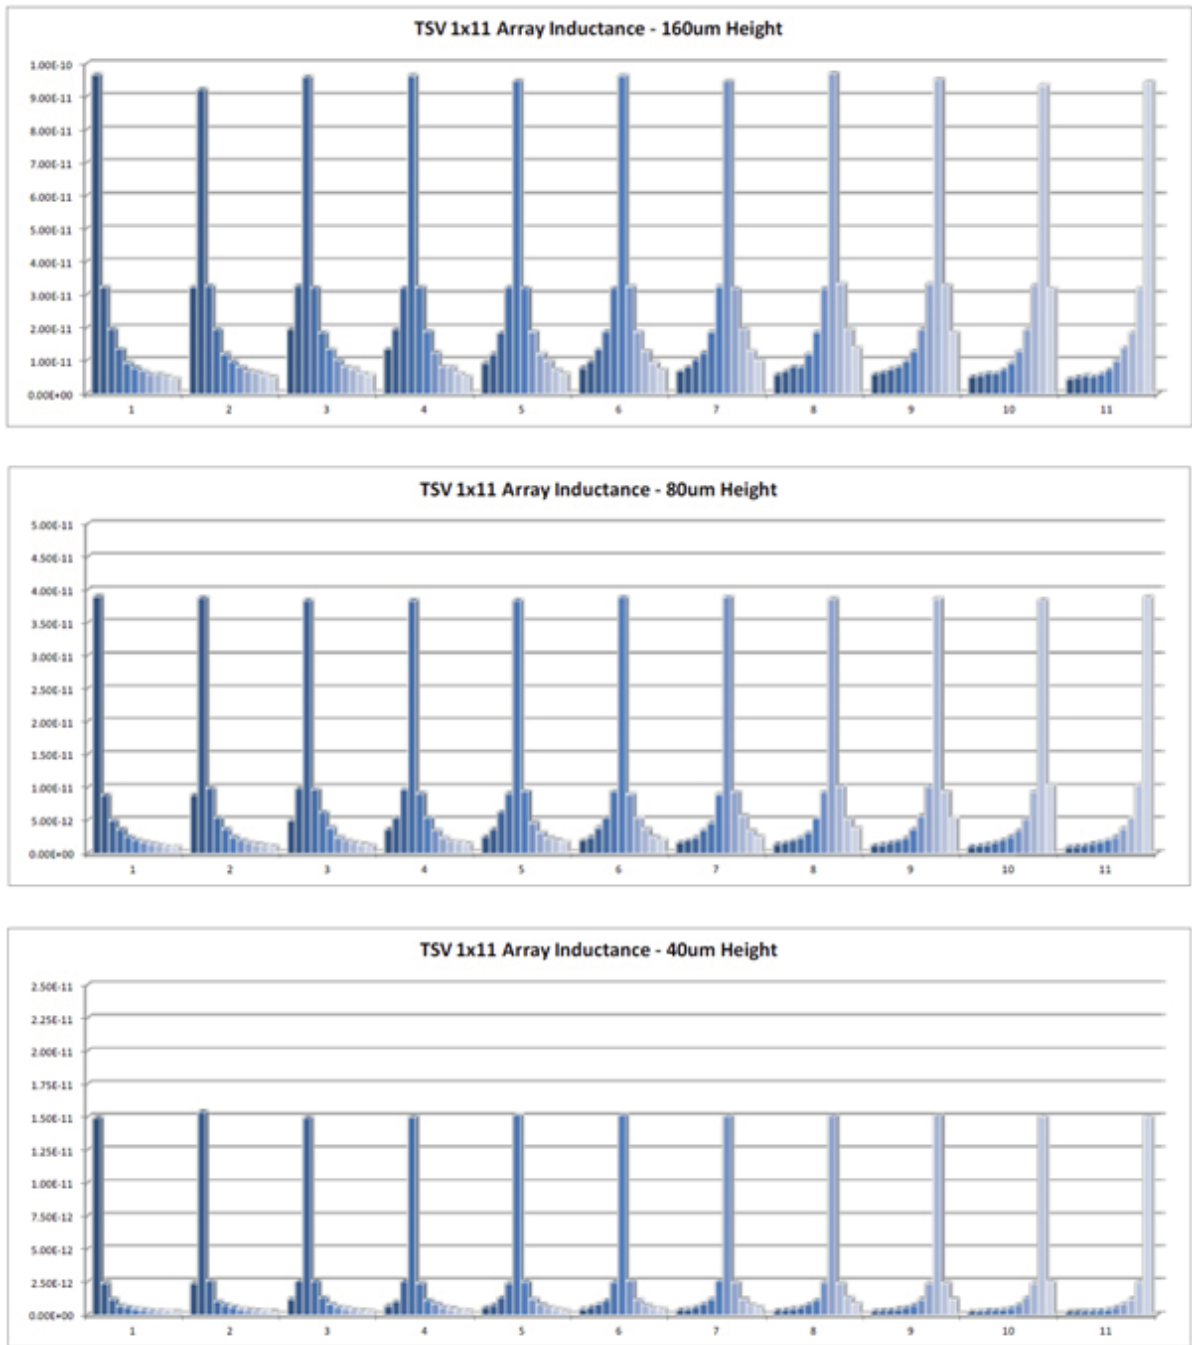 TSV 1x11 Array Inductance - 160um Height
1.00E-10
9.00E-11
8.00E-11
7.00E-11
6.00E-11
5.00E-11
4.00E-11
3.00E-11
2.00E-11
1.00E-11
0.00E+00
1 2 3 4 5 6 7 8 9 10 11
TSV 1x11 Array Inductance - 80um Height
5.00E-11
4.50E-11
4.00E-11
3.50E-11
3.00E-11
2.50E-11
2.00E-11
1.50E-11
1.00E-11
5.00E-12
0.00E+00
1 2 3 4 5 6 7 8 9 10 11
TSV 1x11 Array Inductance - 40um Height
2.50E-11
2.25E-11
2.00E-11
1.75E-11
1.50E-11
1.25E-11
1.00E-11
7.50E-12
5.00E-12
2.50E-12
0.00E+00
1 2 3 4 5 6 7 8 9 10 11